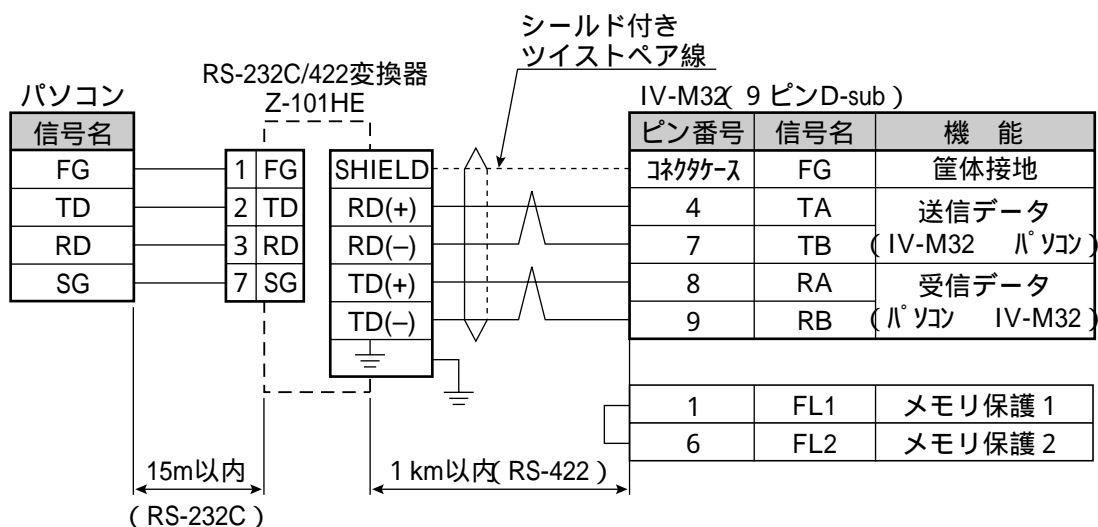 シールド付き
ツイストペア線
RS-232C/422変換器
Z-101HE
パソコン
信号名
FG
TD
RD
SG
1 FG
2 TD
3 RD
7 SG
SHIELD
RD(+)
RD(–)
TD(+)
TD(–)
IV-M32( 9 ピンD-sub )
ピン番号 信号名 機 能
コネクタケース FG 筐体接地
4 TA 送信データ
7 TB ( IV-M32 パソコン )
8 RA 受信データ
9 RB ( パソコン IV-M32 )
1 FL1 メモリ保護 1
6 FL2 メモリ保護 2
15m以内
( RS-232C )
1 km以内( RS-422 )